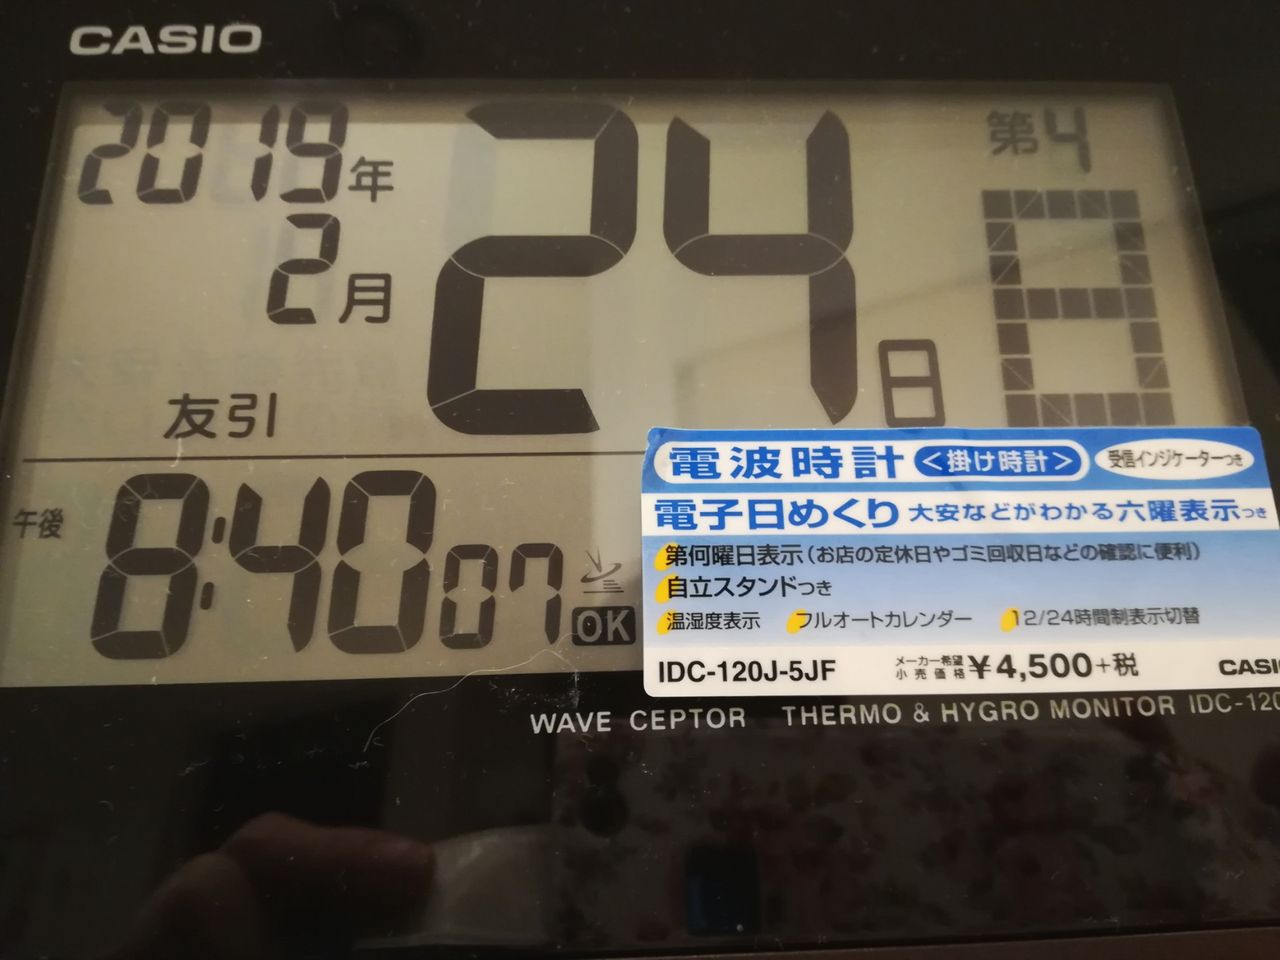 CASIO
2019年
第4
2月
24日
日
友引
午後 8:40 07
OK
電波時計 <掛け時計> 受信インジケーターつき
電子日めくり 大安などがわかる六曜表示つき
第何曜日表示(お店の定休日やゴミ回収日などの確認に便利)
自立スタンドつき
温湿度表示 フルオートカレンダー 12/24時間制表示切替
IDC-120J-5JF メーカー希望小売価格 ¥4,500+税 CASIO
WAVE CEPTOR THERMO & HYGRO MONITOR IDC-120